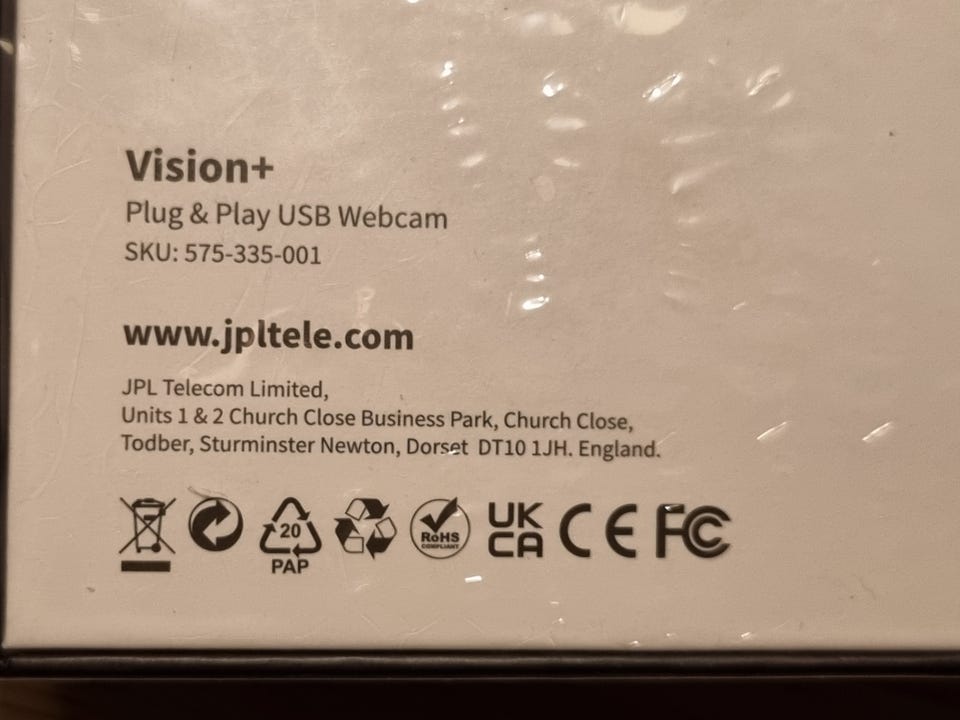 Vision+
Plug & Play USB Webcam
SKU: 575-335-001
www.jpltele.com
JPL Telecom Limited,
Units 1 & 2 Church Close Business Park, Church Close,
Todber, Sturminster Newton, Dorset DT10 1JH. England.
20
PAP
RoHS
COMPLIANT
UK
CA
CE
FC